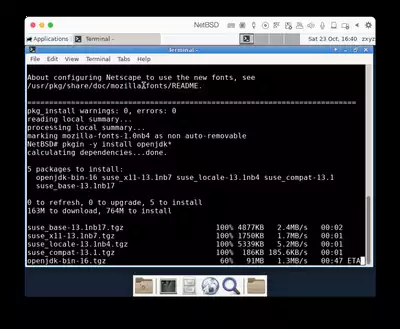 NetBSD
Applications
Terminal -
Sat 23 Oct, 16:40
zxyz
Terminal -
File Edit View Terminal Tabs Help
About configuring Netscape to use the new fonts, see
/usr/pkg/share/doc/mozilla-fonts/README.
===========================================================================
pkg_install warnings: 0, errors: 0
reading local summary...
processing local summary...
marking mozilla-fonts-1.0nb4 as non auto-removable
NetBSD# pkgin -y install openjdk*
calculating dependencies...done.
5 packages to install:
openjdk-bin-16 suse_x11-13.1nb7 suse_locale-13.1nb4 suse_compat-13.1
suse_base-13.1nb17
0 to refresh, 0 to upgrade, 5 to install
163M to download, 764M to install
suse_base-13.1nb17.tgz 100% 4877KB 2.4MB/s 00:02
suse_x11-13.1nb7.tgz 100% 1750KB 1.7MB/s 00:01
suse_locale-13.1nb4.tgz 100% 5339KB 5.2MB/s 00:01
suse_compat-13.1.tgz 100% 186KB 185.6KB/s 00:01
openjdk-bin-16.tgz 60% 91MB 1.3MB/s 00:47 ETA